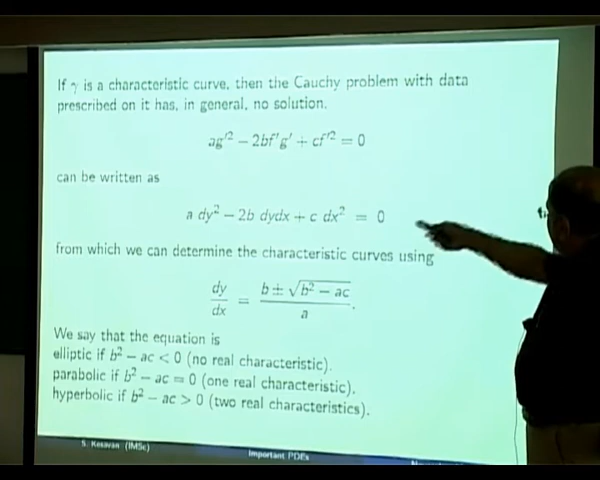 If γ is a characteristic curve, then the Cauchy problem with data
prescribed on it has, in general, no solution.
ag′² − 2bf′g′ + cf′² = 0
can be written as
a dy² − 2b dydx + c dx² = 0
from which we can determine the characteristic curves using
dy/dx = (b ± √(b² − ac))/a.
We say that the equation is
elliptic if b² − ac < 0 (no real characteristic).
parabolic if b² − ac = 0 (one real characteristic).
hyperbolic if b² − ac > 0 (two real characteristics).
S. Kesavan (IMSc)
Important PDEs